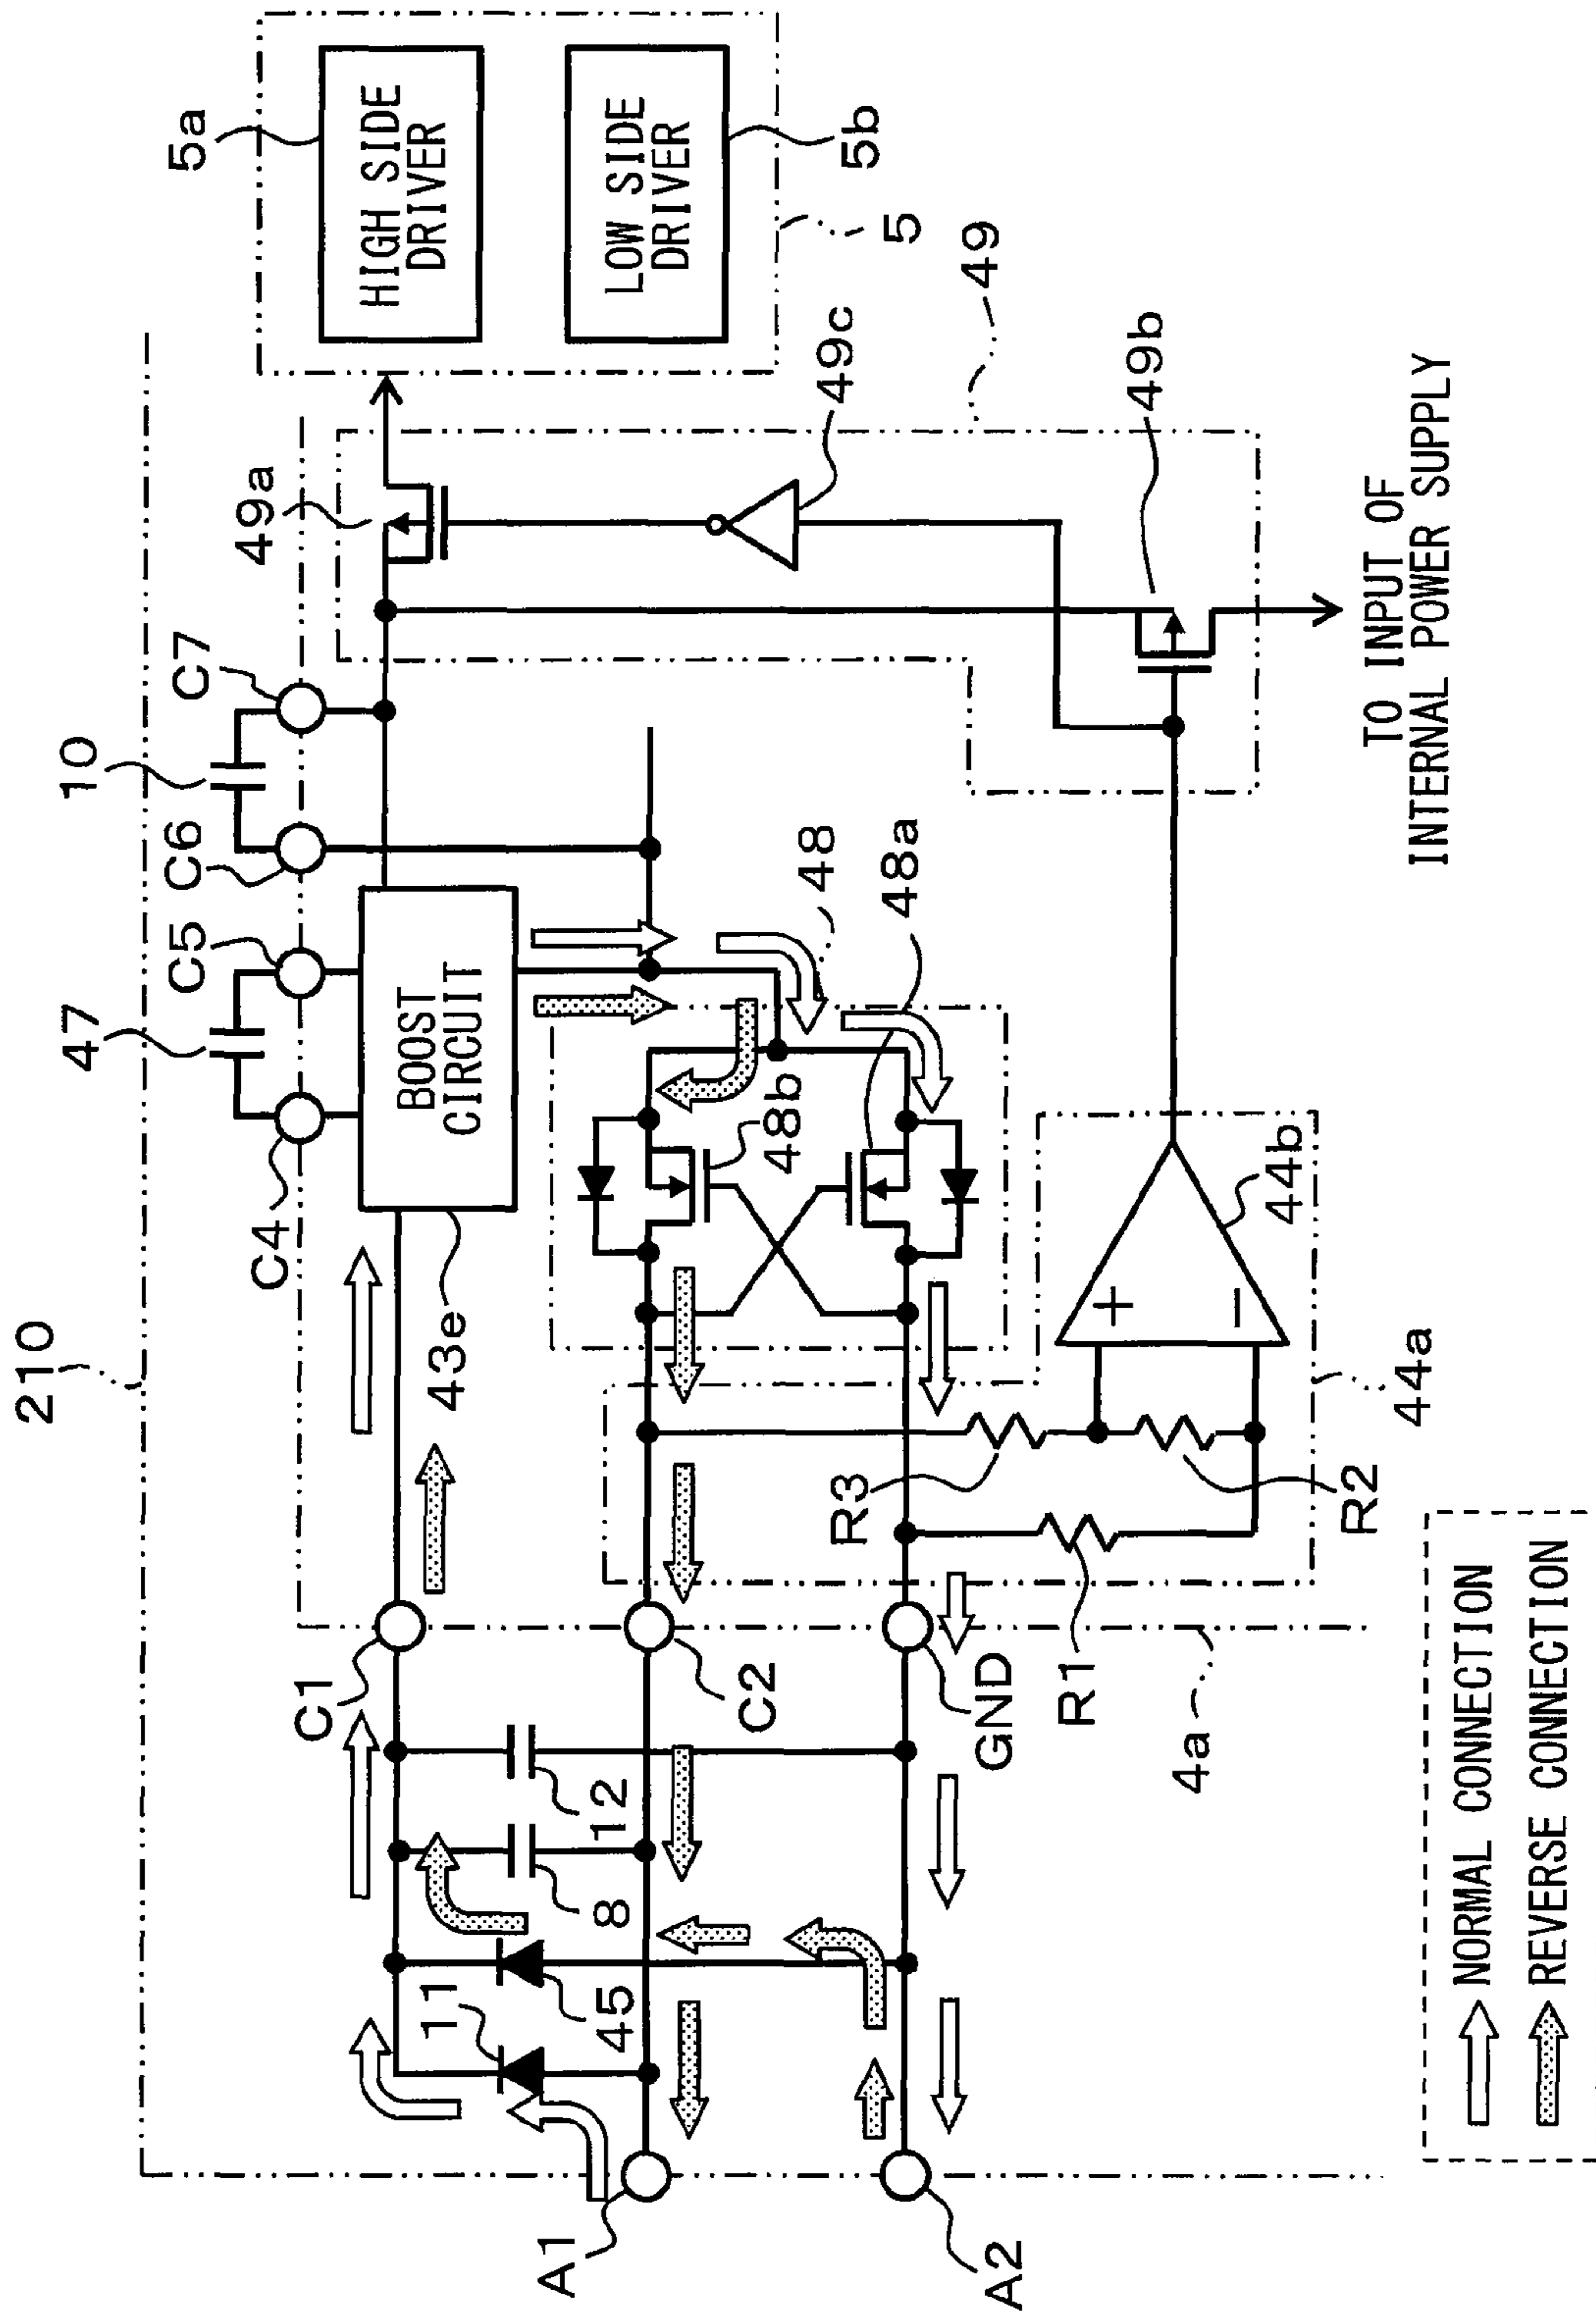 210
47
10
C4
C5
C6
C7
5a
HIGH SIDE
DRIVER
LOW SIDE
DRIVER
5b
5
49a
49
49c
49b
BOOST
CIRCUIT
43e
48
48a
48b
C1
C2
GND
11
45
8
12
A1
A2
R3
R2
R1
44b
44a
4a
+
−
TO INPUT OF
INTERNAL POWER SUPPLY
NORMAL CONNECTION
REVERSE CONNECTION